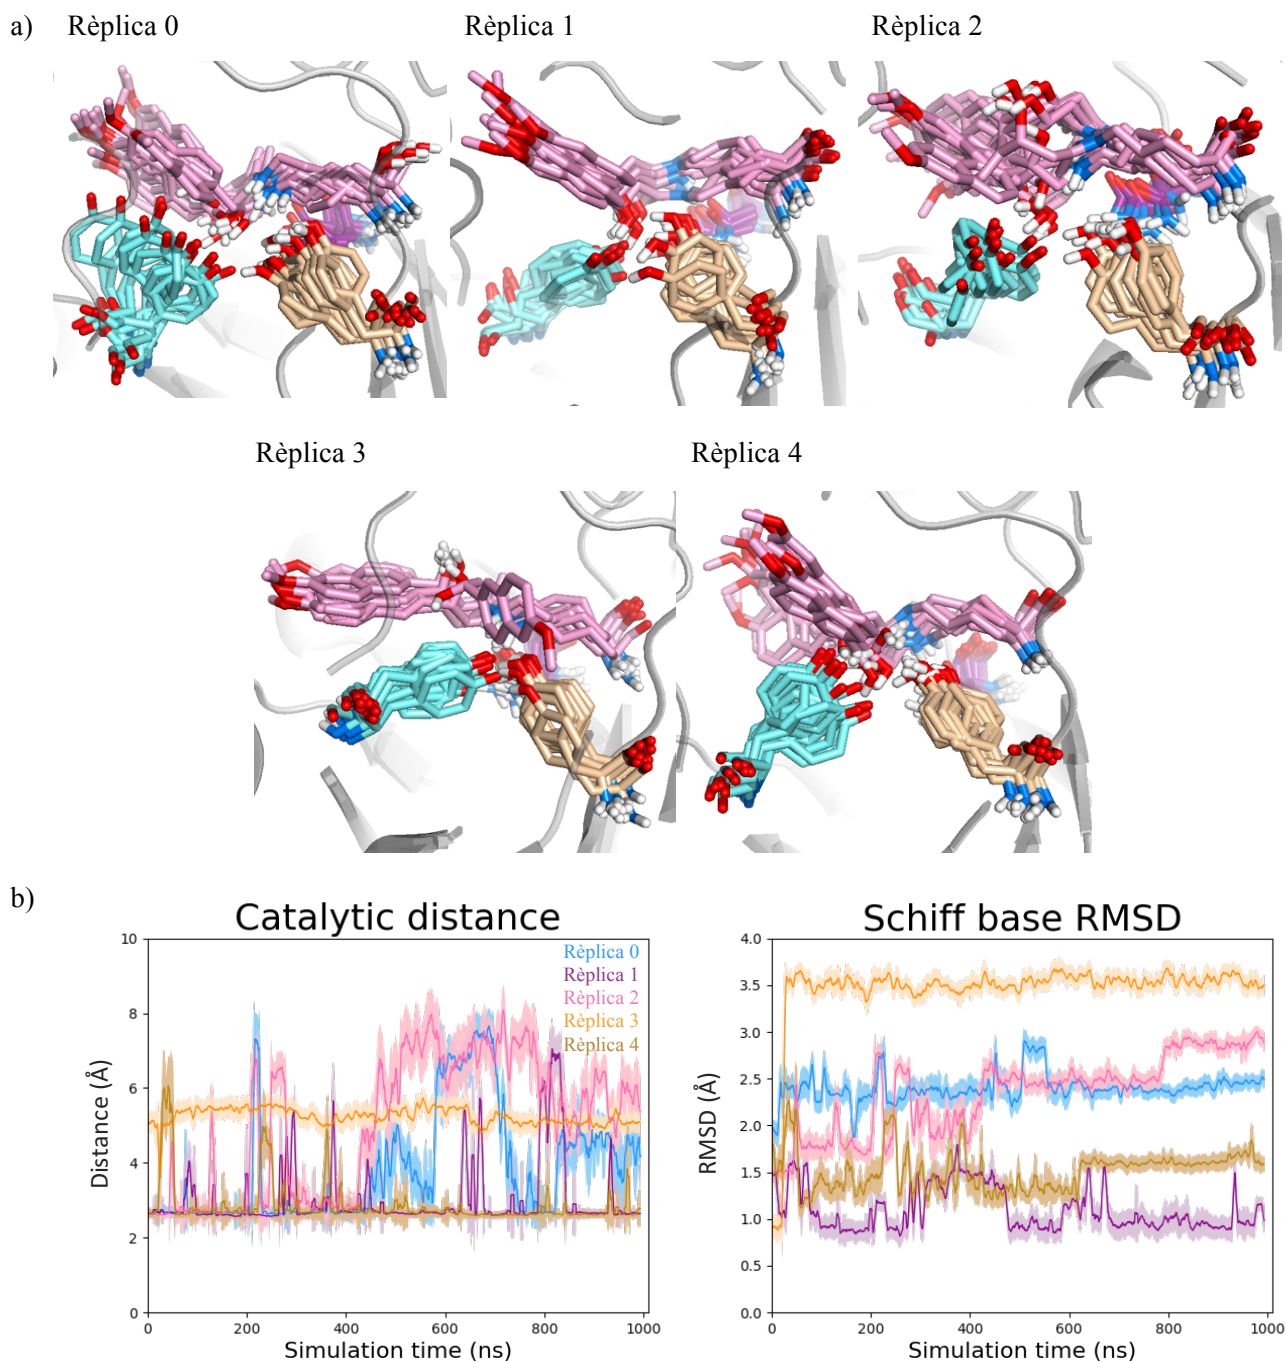 a) Rèplica 0 Rèplica 1 Rèplica 2
Rèplica 3 Rèplica 4
b)
Catalytic distance
10
8
6
4
2
0
Distance (Å)
0 200 400 600 800 1000
Simulation time (ns)
Rèplica 0
Rèplica 1
Rèplica 2
Rèplica 3
Rèplica 4
Schiff base RMSD
4.0
3.5
3.0
2.5
2.0
1.5
1.0
0.5
0.0
RMSD (Å)
0 200 400 600 800 1000
Simulation time (ns)